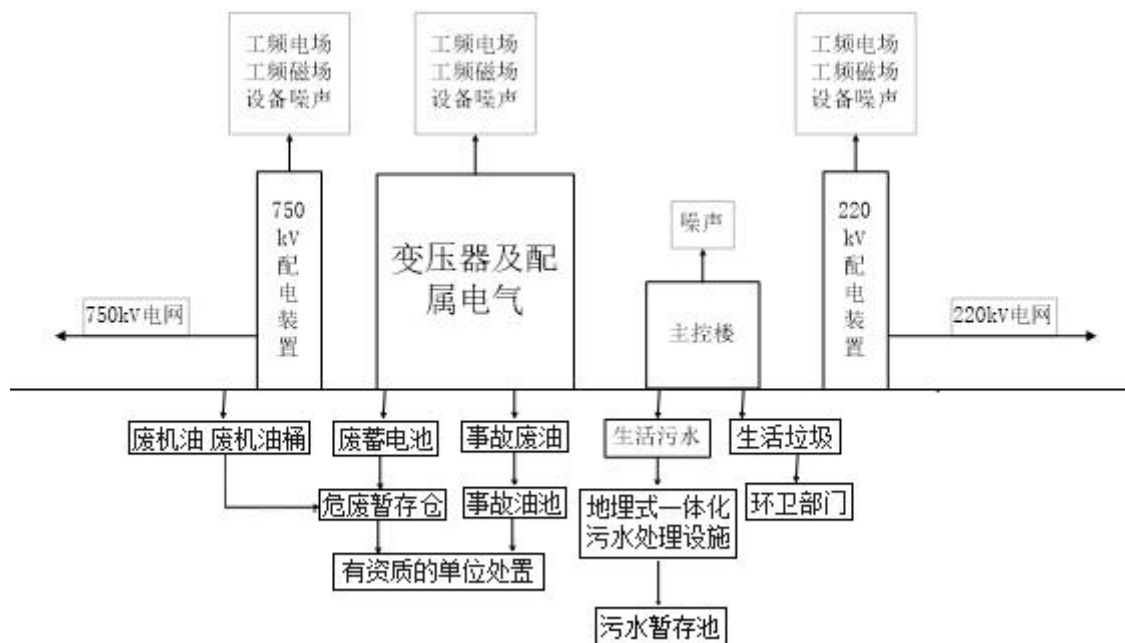 工频电场
工频磁场
设备噪声
工频电场
工频磁场
设备噪声
工频电场
工频磁场
设备噪声
噪声
750
kV
配
电
装
置
变压器及配
属电气
主控楼
220
kV
配
电
装
置
750kV电网
220kV电网
废机油 废机油桶
废蓄电池
事故废油
生活污水
生活垃圾
危废暂存仓
事故油池
地埋式一体化
污水处理设施
环卫部门
有资质的单位处置
污水暂存池